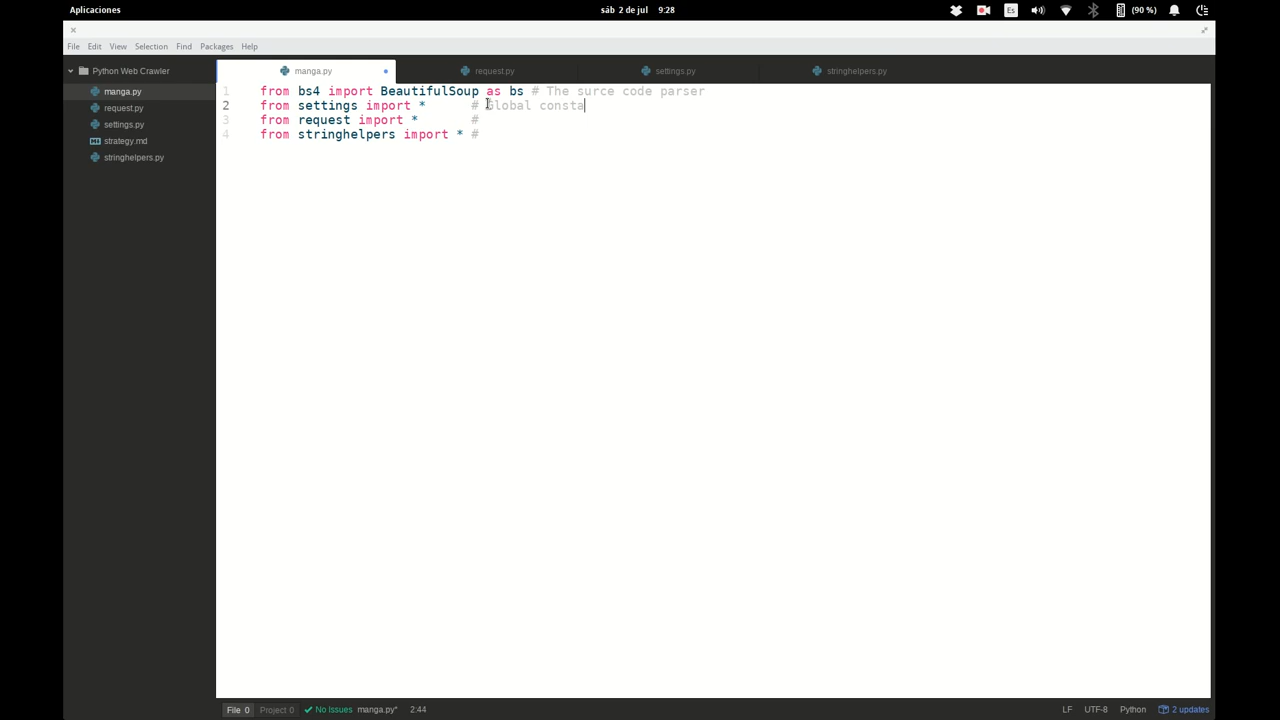 Aplicaciones sáb 2 de jul 9:28 Es (90 %)
File Edit View Selection Find Packages Help
Python Web Crawler
manga.py
request.py
settings.py
strategy.md
stringhelpers.py
manga.py request.py settings.py stringhelpers.py
1 from bs4 import BeautifulSoup as bs # The surce code parser
2 from settings import * # Global consta
3 from request import * #
4 from stringhelpers import * #
File 0 Project 0 No Issues manga.py* 2:44 LF UTF-8 Python 2 updates